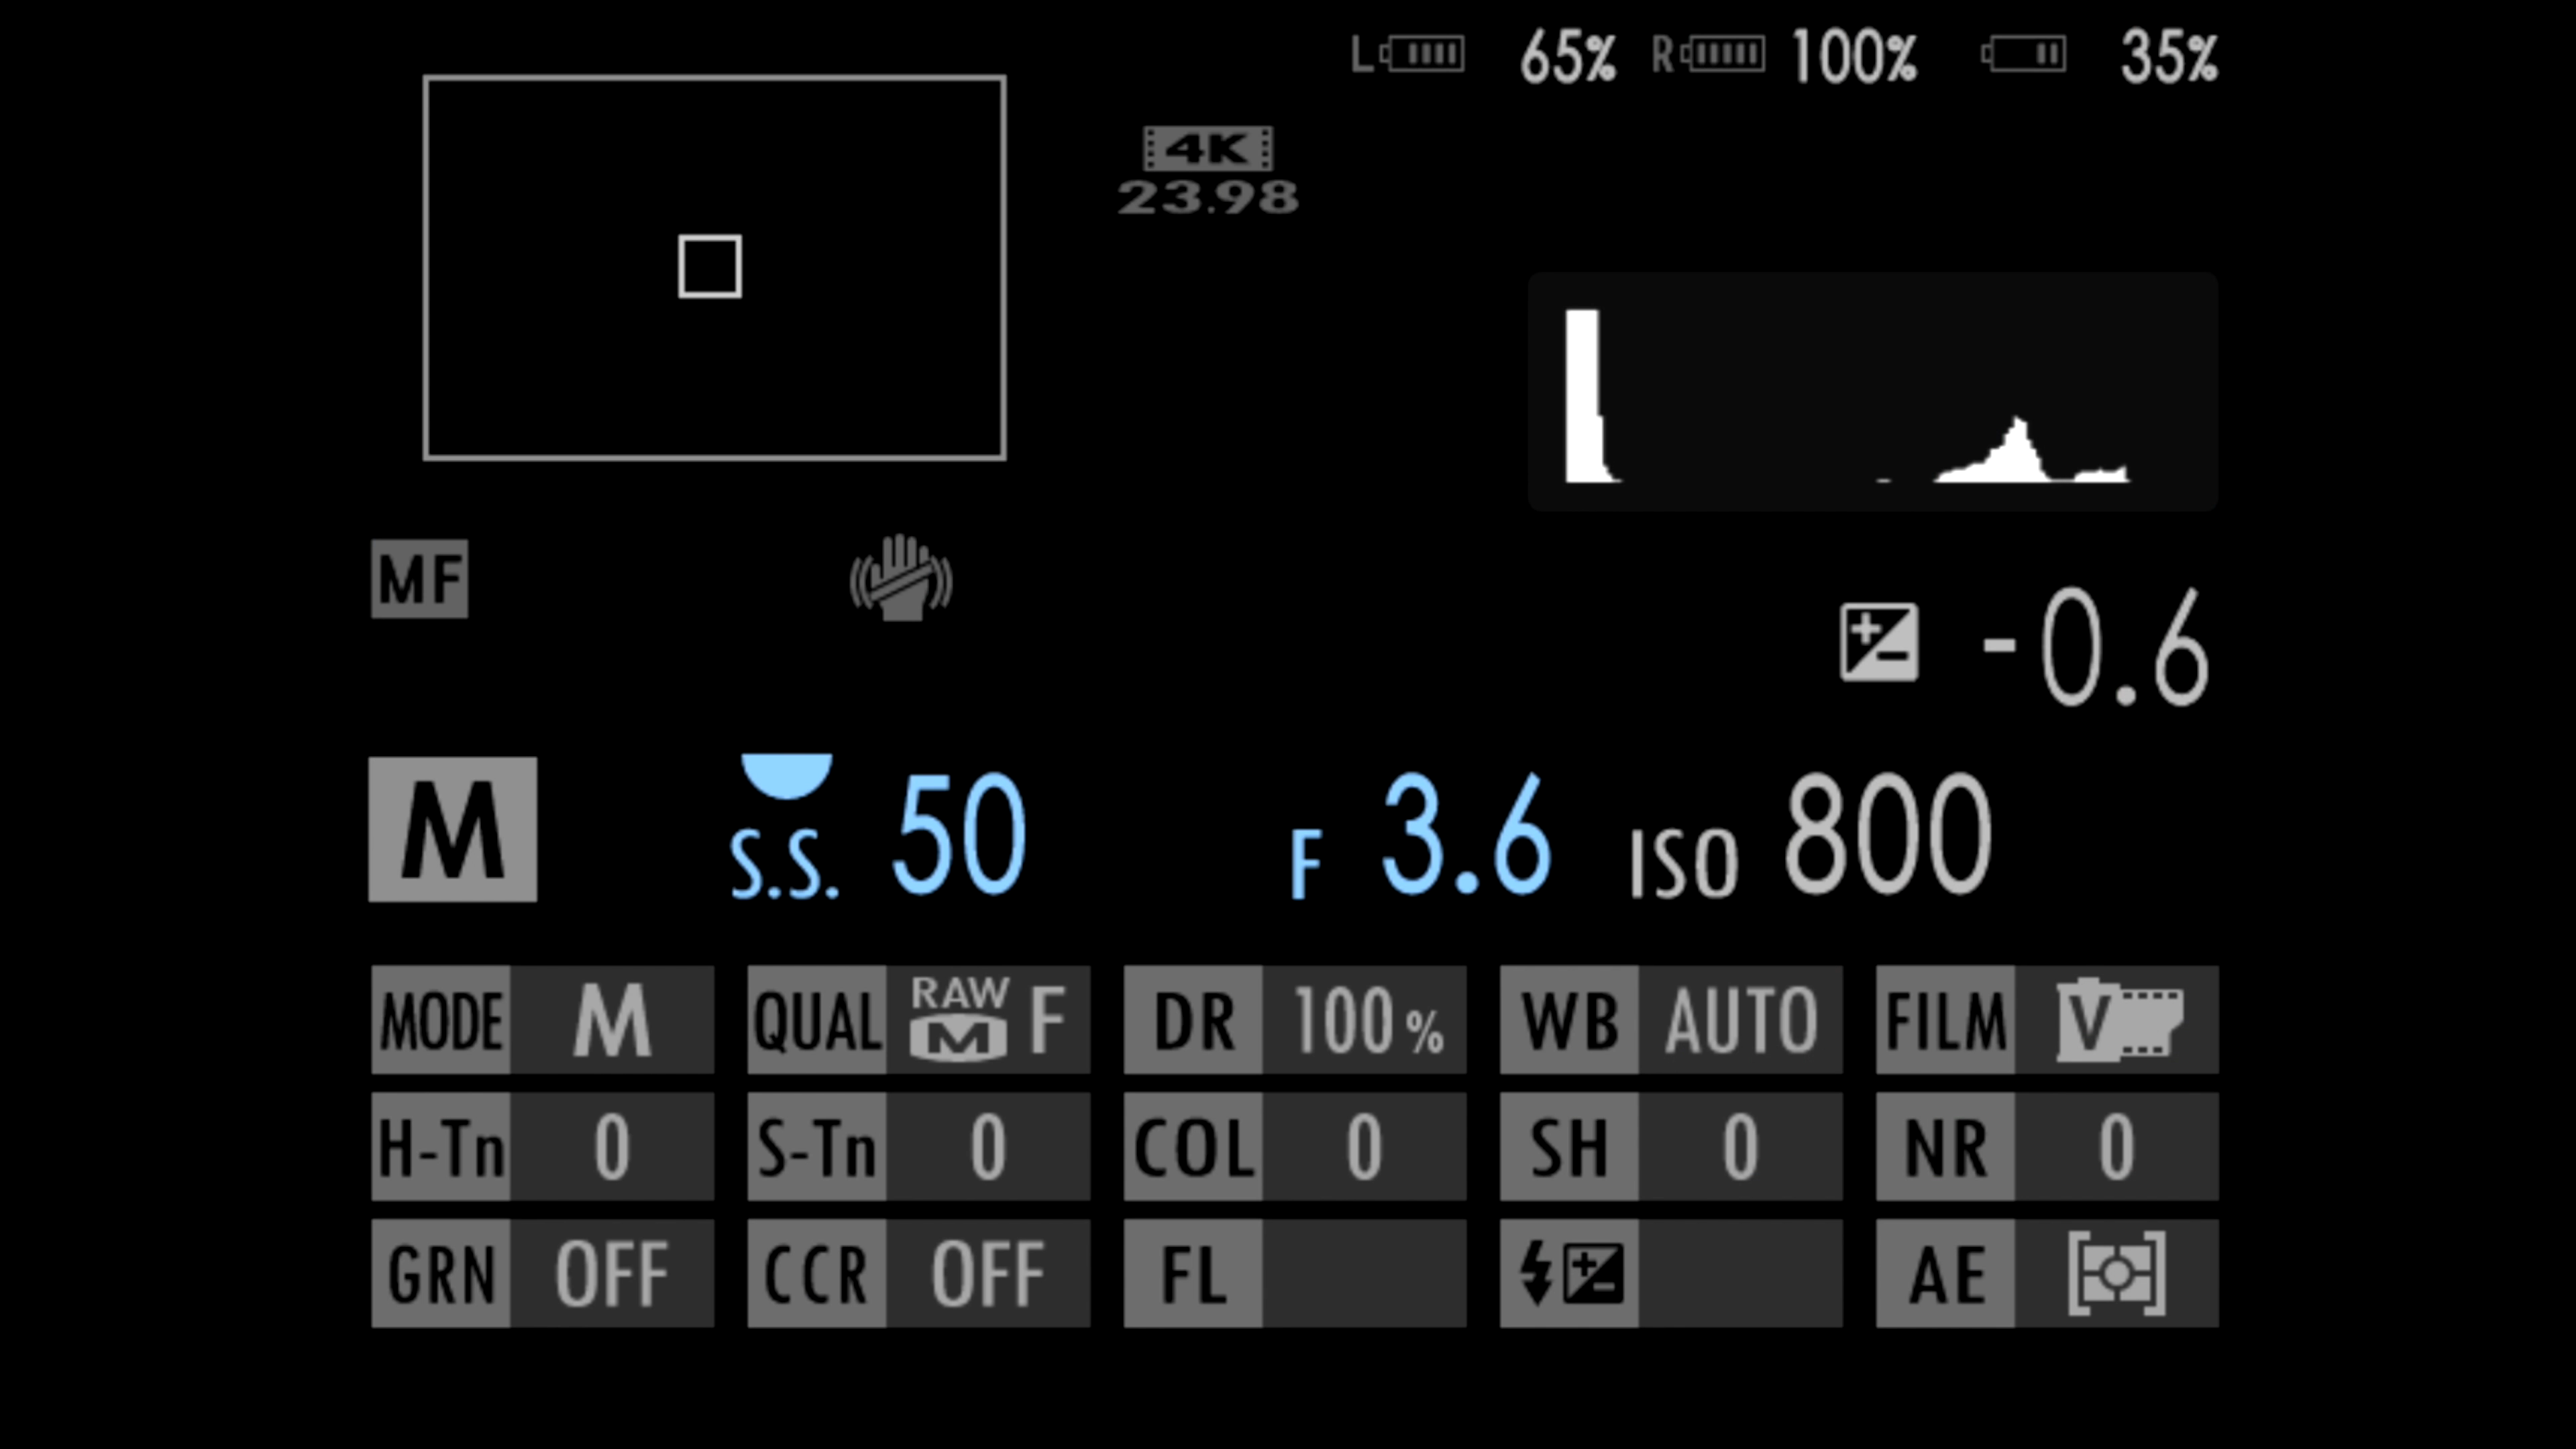 L 65% R 100% 35%
4K
23.98
MF
-0.6
M S.S. 50 F 3.6 ISO 800
MODE M QUAL RAW M F DR 100% WB AUTO FILM V
H-Tn 0 S-Tn 0 COL 0 SH 0 NR 0
GRN OFF CCR OFF FL AE